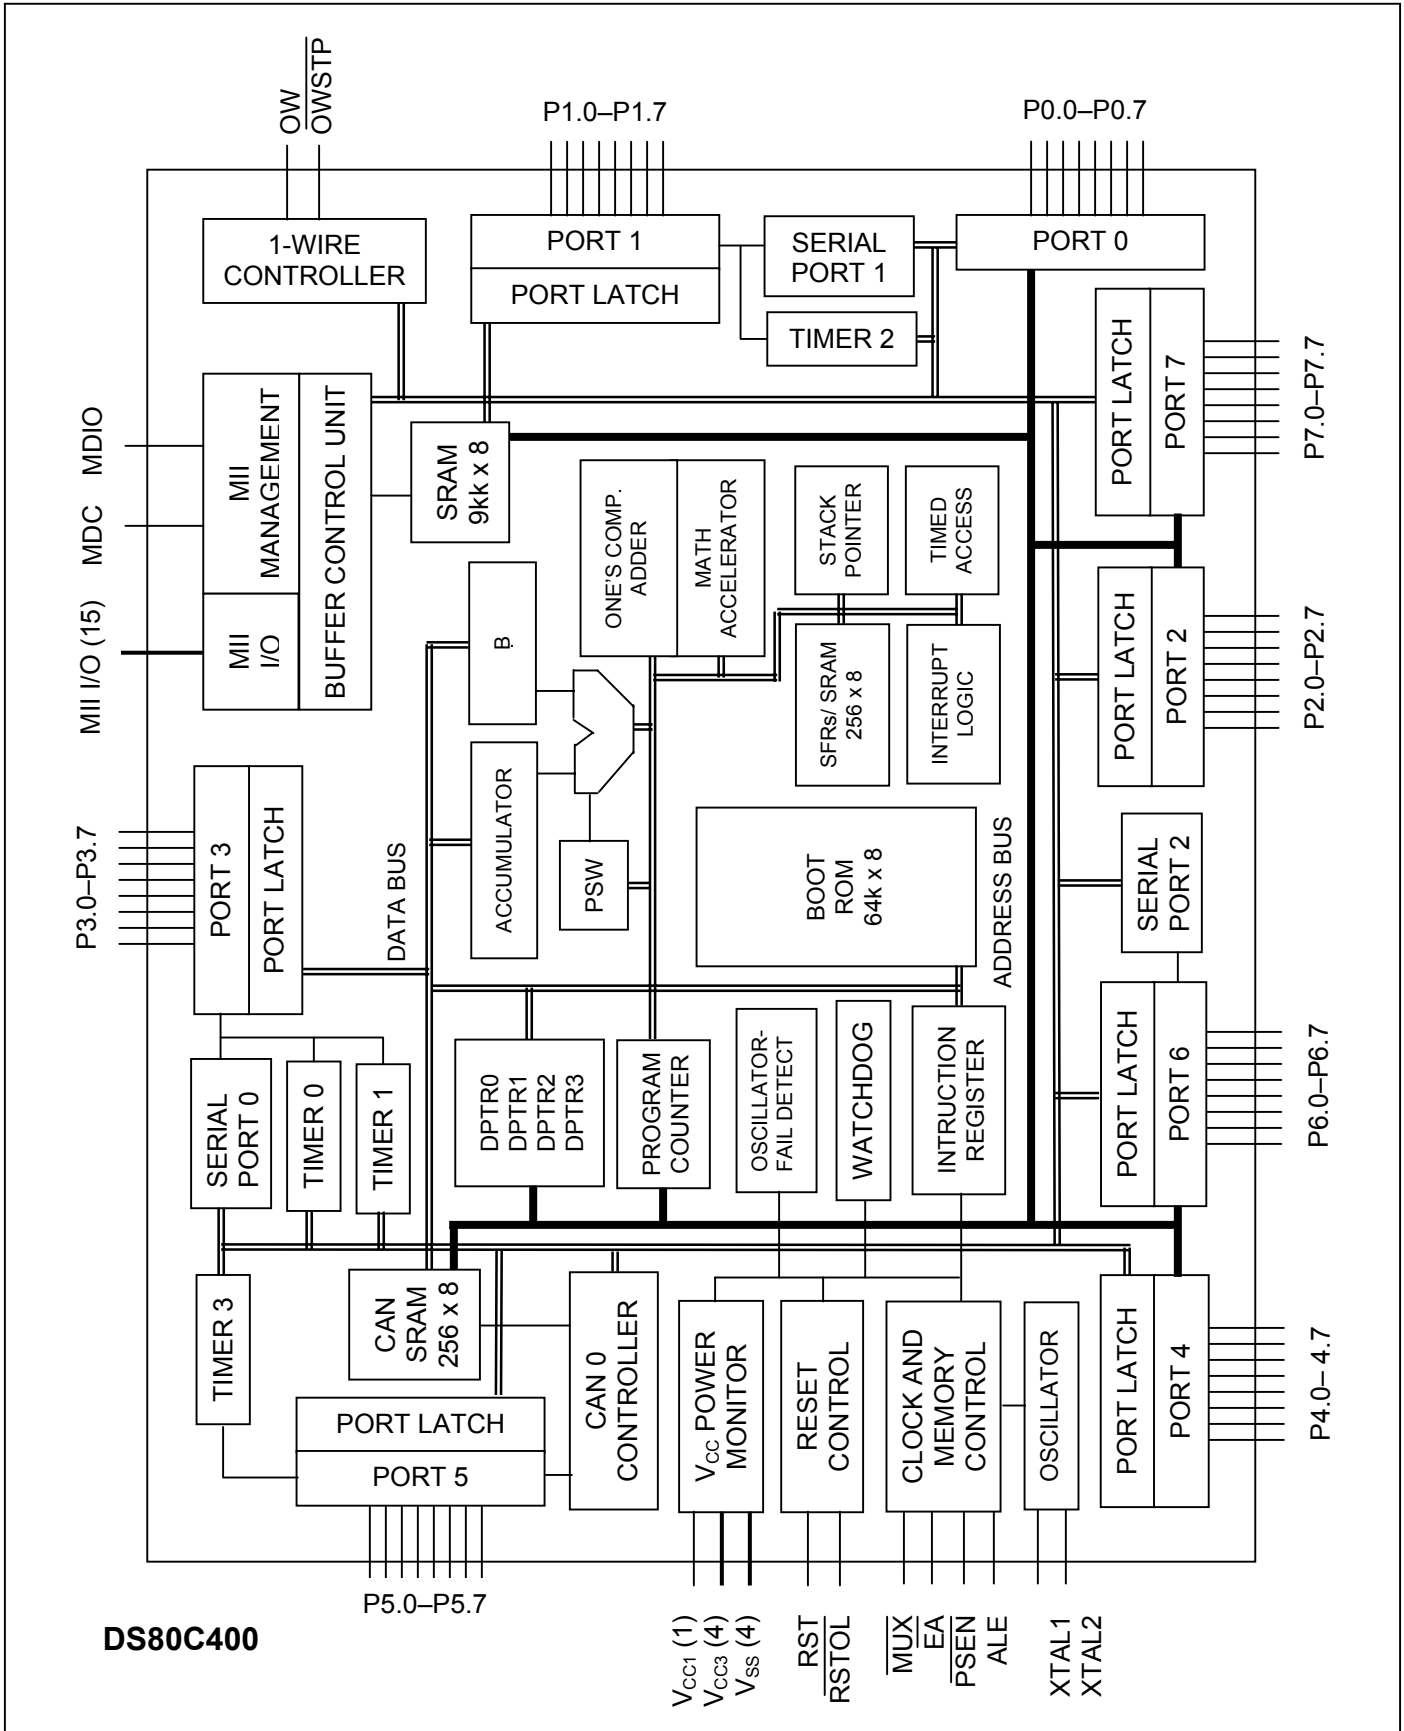 OW
OWSTP
P1.0–P1.7
P0.0–P0.7
1-WIRE
CONTROLLER
PORT 1
PORT LATCH
SERIAL
PORT 1
TIMER 2
PORT 0
PORT LATCH
PORT 7
P7.0–P7.7
MDIO
MDC
MII I/O (15)
MII
MANAGEMENT
MII
I/O
BUFFER CONTROL UNIT
SRAM
9kk x 8
ONE'S COMP.
ADDER
MATH
ACCELERATOR
STACK
POINTER
TIMED
ACCESS
SFRs/ SRAM
256 x 8
INTERRUPT
LOGIC
B
PORT LATCH
PORT 2
P2.0–P2.7
P3.0–P3.7
PORT 3
PORT LATCH
DATA BUS
ACCUMULATOR
PSW
BOOT
ROM
64k x 8
ADDRESS BUS
SERIAL
PORT 2
SERIAL
PORT 0
TIMER 0
TIMER 1
DPTR0
DPTR1
DPTR2
DPTR3
PROGRAM
COUNTER
OSCILLATOR-
FAIL DETECT
WATCHDOG
INTRUCTION
REGISTER
PORT LATCH
PORT 6
P6.0–P6.7
TIMER 3
CAN
SRAM
256 x 8
CAN 0
CONTROLLER
VCC POWER
MONITOR
RESET
CONTROL
CLOCK AND
MEMORY
CONTROL
OSCILLATOR
PORT LATCH
PORT 4
P4.0– 4.7
PORT LATCH
PORT 5
P5.0–P5.7
VCC1 (1)
VCC3 (4)
VSS (4)
RST
RSTOL
MUX
EA
PSEN
ALE
XTAL1
XTAL2
DS80C400